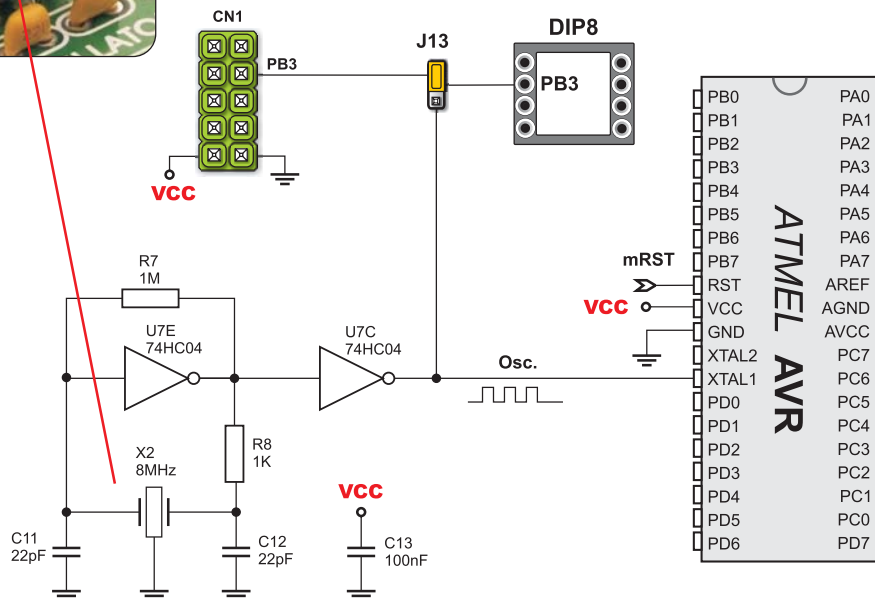 LLATO
CN1
PB3
VCC
J13
DIP8
PB3
R7
1M
U7E
74HC04
U7C
74HC04
Osc.
R8
1K
X2
8MHz
C11
22pF
C12
22pF
VCC
C13
100nF
mRST
VCC
ATMEL AVR
PB0 PA0
PB1 PA1
PB2 PA2
PB3 PA3
PB4 PA4
PB5 PA5
PB6 PA6
PB7 PA7
RST AREF
VCC AGND
GND AVCC
XTAL2 PC7
XTAL1 PC6
PD0 PC5
PD1 PC4
PD2 PC3
PD3 PC2
PD4 PC1
PD5 PC0
PD6 PD7